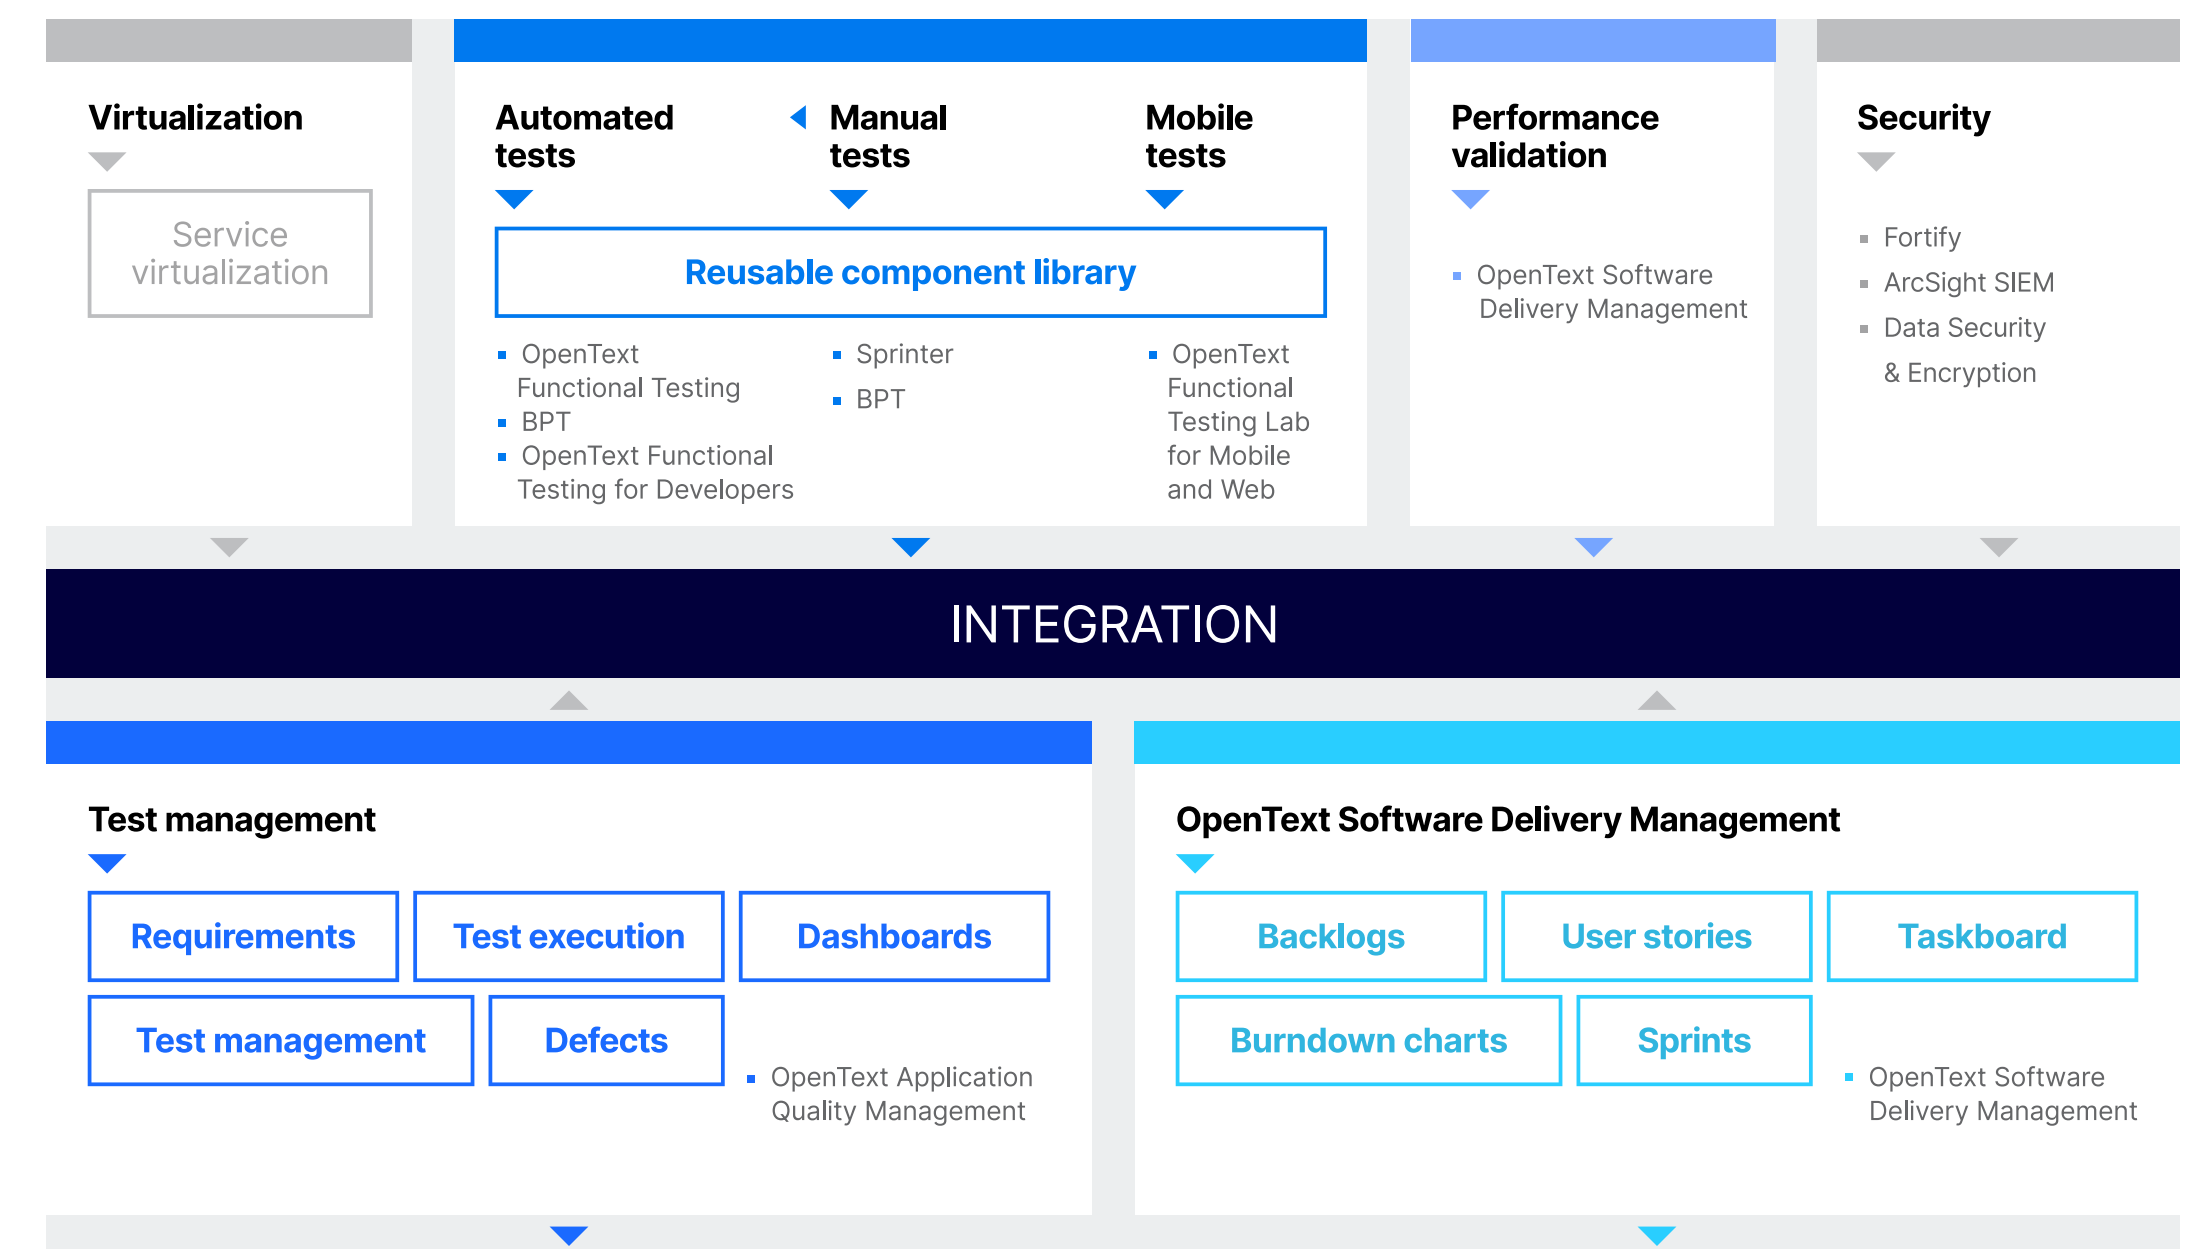 Virtualization
Service
virtualization
Automated
tests
Manual
tests
Mobile
tests
Reusable component library
OpenText
Functional Testing
BPT
OpenText Functional
Testing for Developers
Sprinter
BPT
OpenText
Functional
Testing Lab
for Mobile
and Web
Performance
validation
OpenText Software
Delivery Management
Security
Fortify
ArcSight SIEM
Data Security
& Encryption
INTEGRATION
Test management
Requirements
Test execution
Dashboards
Test management
Defects
OpenText Application
Quality Management
OpenText Software Delivery Management
Backlogs
User stories
Taskboard
Burndown charts
Sprints
OpenText Software
Delivery Management